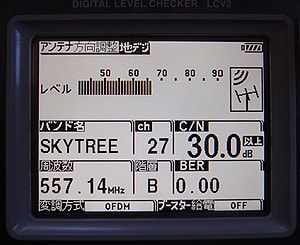 DIGITAL LEVEL CHECKER LCV2
アンテナ方向調整 地デジ
50 60 70 80 90
レベル
バンド名 ch C/N
SKYTREE 27 30.0 以上 dB
周波数 階層 BER
557.14MHz B 0.00
変調方式 OFDM ブースター給電 OFF